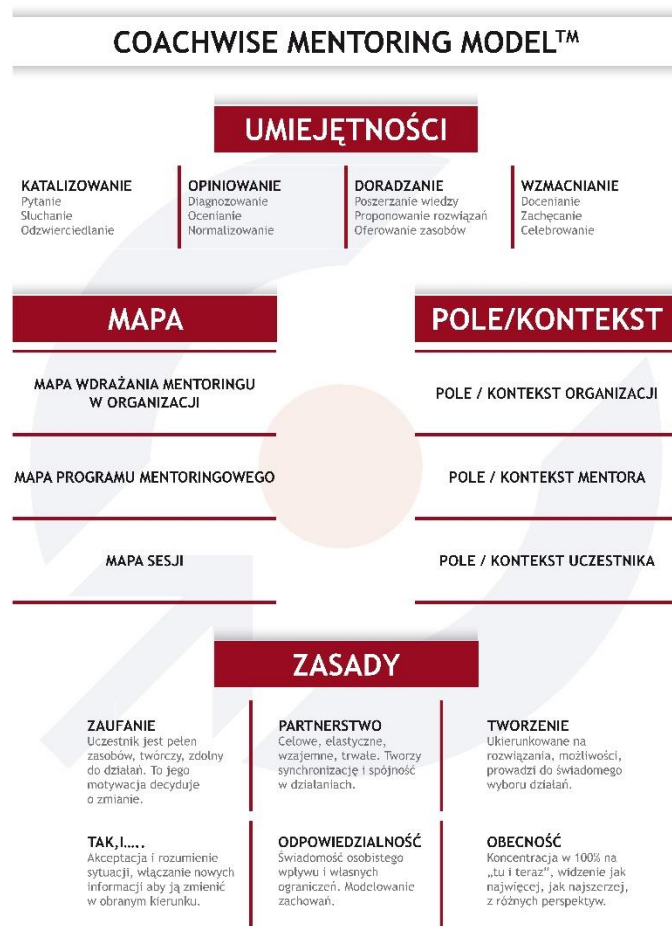 COACHWISE MENTORING MODEL™
UMIEJĘTNOŚCI
KATALIZOWANIE
Pytanie
Słuchanie
Odzwierciedlanie
OPINIOWANIE
Diagnozowanie
Ocenianie
Normalizowanie
DORADZANIE
Poszerzanie wiedzy
Proponowanie rozwiązań
Oferowanie zasobów
WZMACNIANIE
Docenianie
Zachęcanie
Celebrowanie
MAPA
MAPA WDRAŻANIA MENTORINGU
W ORGANIZACJI
MAPA PROGRAMU MENTORINGOWEGO
MAPA SESJI
POLE/KONTEKST
POLE / KONTEKST ORGANIZACJI
POLE / KONTEKST MENTORA
POLE / KONTEKST UCZESTNIKA
ZASADY
ZAUFANIE
Uczestnik jest pełen
zasobów, twórczy, zdolny
do działań. To jego
motywacja decyduje
o zmianie.
PARTNERSTWO
Celowe, elastyczne,
wzajemne, trwałe. Tworzy
synchronizację i spójność
w działaniach.
TWORZENIE
Ukierunkowane na
rozwiązania, możliwości,
prowadzi do świadomego
wyboru działań.
TAK,I.....
Akceptacja i rozumienie
sytuacji, włączanie nowych
informacji aby ją zmienić
w obranym kierunku.
ODPOWIEDZIALNOŚĆ
Świadomość osobistego
wpływu i własnych
ograniczeń. Modelowanie
zachowań.
OBECNOŚĆ
Koncentracja w 100% na
„tu i teraz”, widzenie jak
najwięcej, jak najszerzej,
z różnych perspektyw.